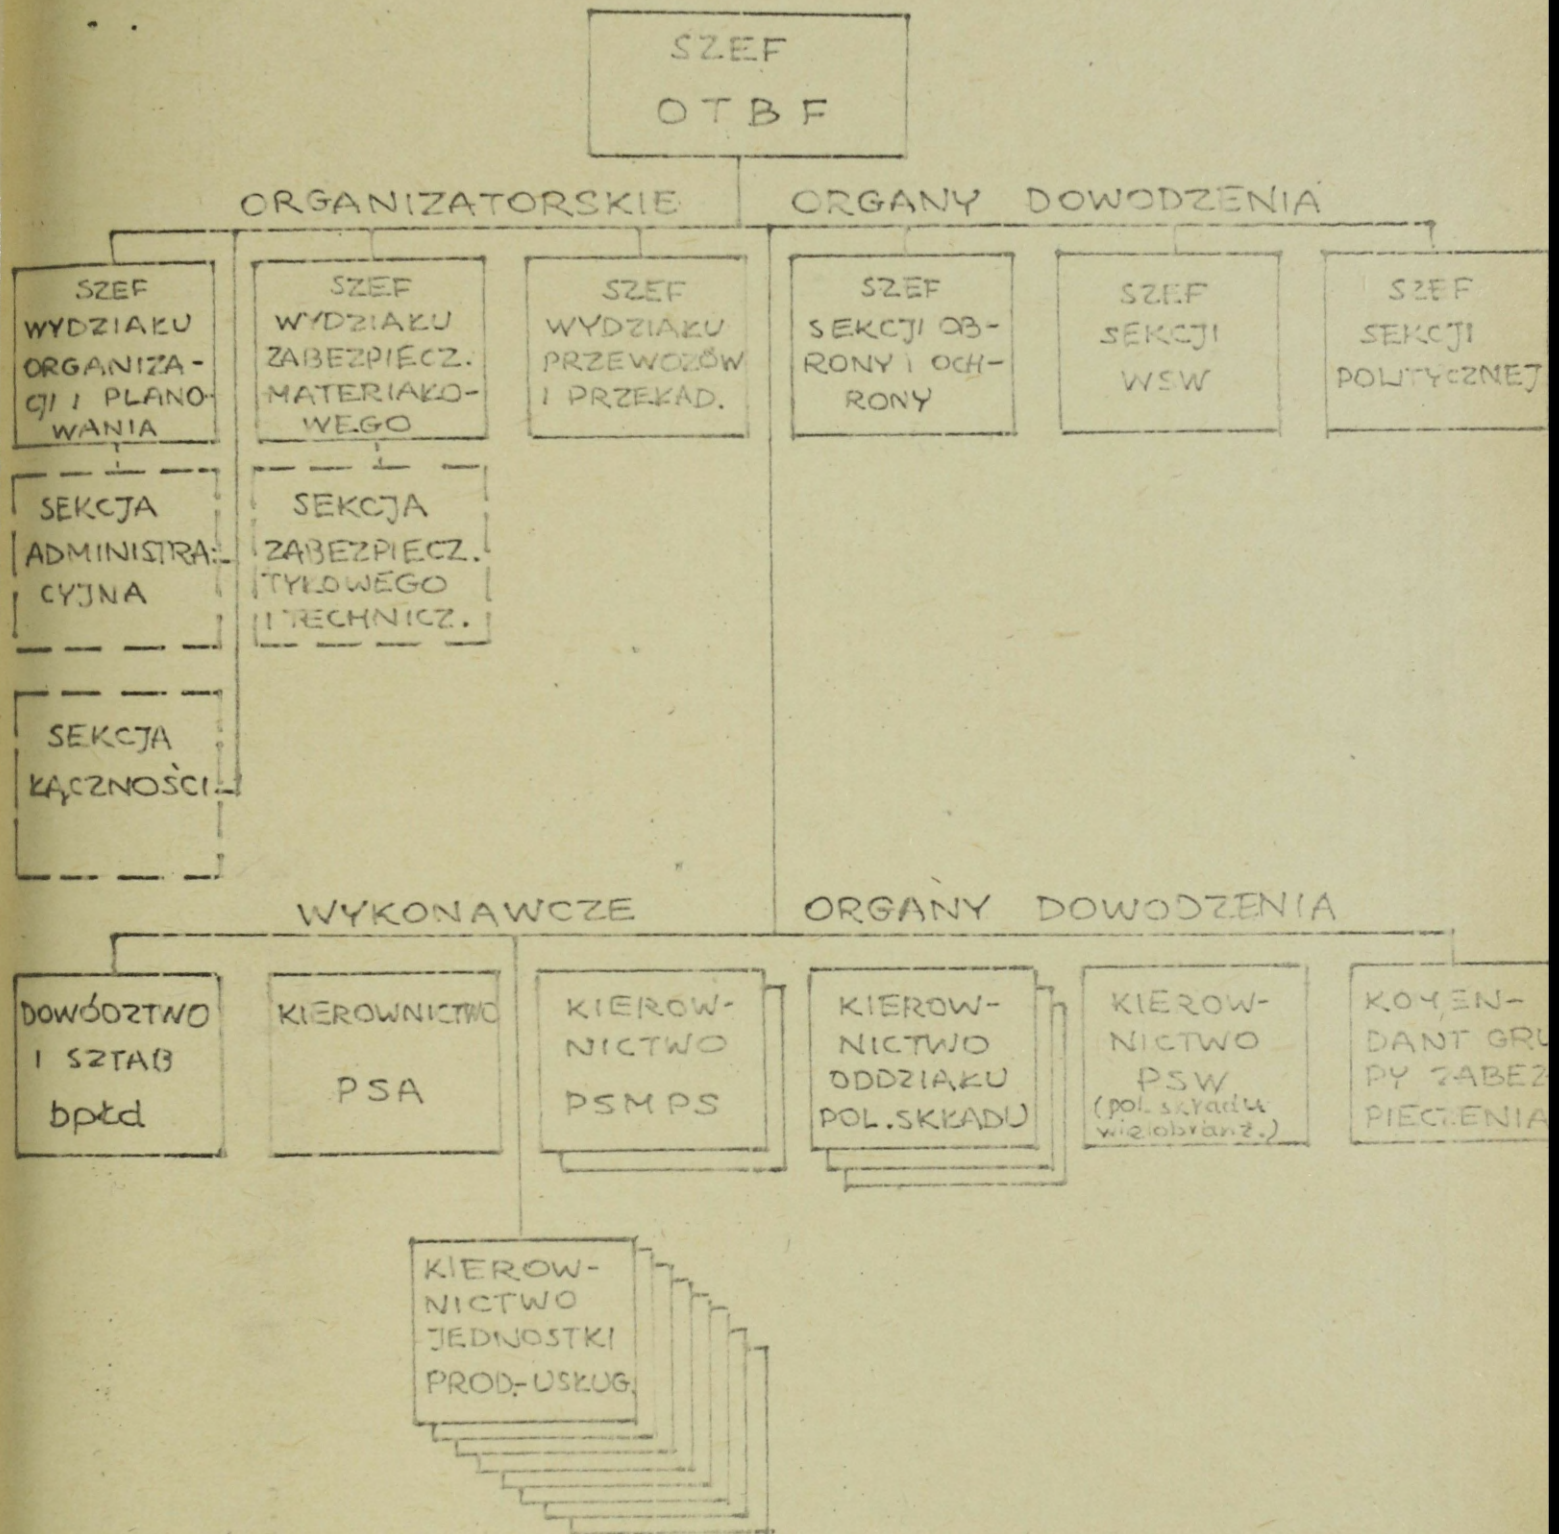 SZEF
OTBF
ORGANIZATORSKIE ORGANY DOWODZENIA
SZEF
WYDZIAŁU
ORGANIZA-
CJI I PLANO-
WANIA
SZEF
WYDZIAŁU
ZABEZPIECZ.
MATERIAŁO-
WEGO
SZEF
WYDZIAŁU
PRZEWOZÓW
I PRZEŁAD.
SZEF
SEKCJI OB-
RONY I OCH-
RONY
SZEF
SEKCJI
WSW
SZEF
SEKCJI
POLITYCZNEJ
SEKCJA
ADMINISTRA-
CYJNA
SEKCJA
ZABEZPIECZ.
TYŁOWEGO
I TECHNICZ.
SEKCJA
ŁĄCZNOŚCI
WYKONAWCZE ORGANY DOWODZENIA
DOWÓDZTWO
I SZTAB
bpłd
KIEROWNICTWO
PSA
KIEROW-
NICTWO
PSMPS
KIEROW-
NICTWO
ODDZIAŁU
POL. SKŁADU
KIEROW-
NICTWO
PSW
(pol. składu
wielobranż.)
KOMEN-
DANT GRU
PY ZABEZ
PIECZENIA
KIEROW-
NICTWO
JEDNOSTKI
PROD.-USŁUG.